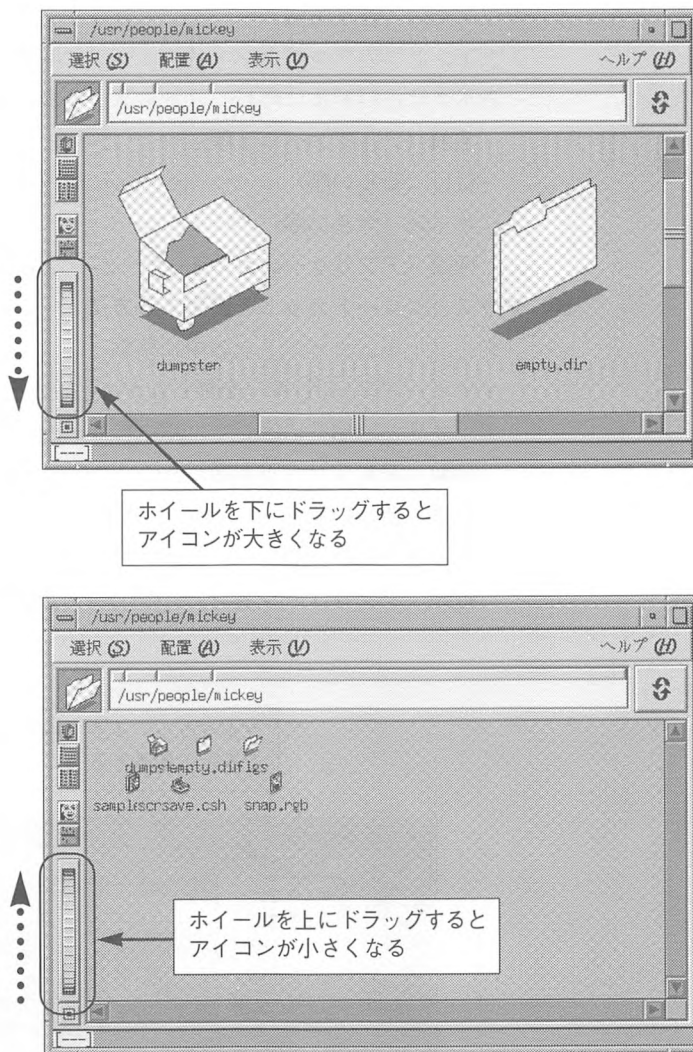 /usr/people/mickey
選択 (S) 配置 (A) 表示 (V) ヘルプ (H)
/usr/people/mickey
dumpster empty.dir
[---]
ホイールを下にドラッグすると
アイコンが大きくなる
/usr/people/mickey
選択 (S) 配置 (A) 表示 (V) ヘルプ (H)
/usr/people/mickey
dumpstempty.dirfigs
samplescrsave.csh snap.rgb
ホイールを上にドラッグすると
アイコンが小さくなる
[---]